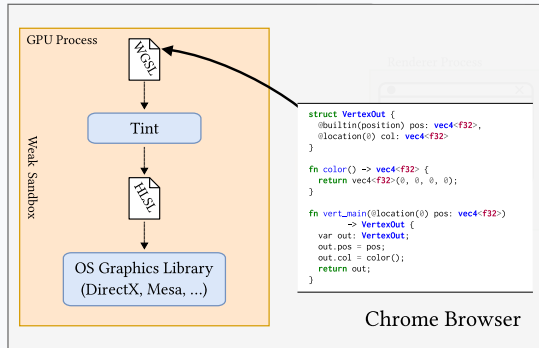 GPU Process
WGSL
Tint
Weak Sandbox
HLSL
OS Graphics Library
(DirectX, Mesa, ...)
Renderer Process
struct VertexOut {
@builtin(position) pos: vec4<f32>,
@location(0) col: vec4<f32>
}
fn color() -> vec4<f32> {
return vec4<f32>(0, 0, 0, 0);
}
fn vert_main(@location(0) pos: vec4<f32>)
-> VertexOut {
var out: VertexOut;
out.pos = pos;
out.col = color();
return out;
}
Chrome Browser